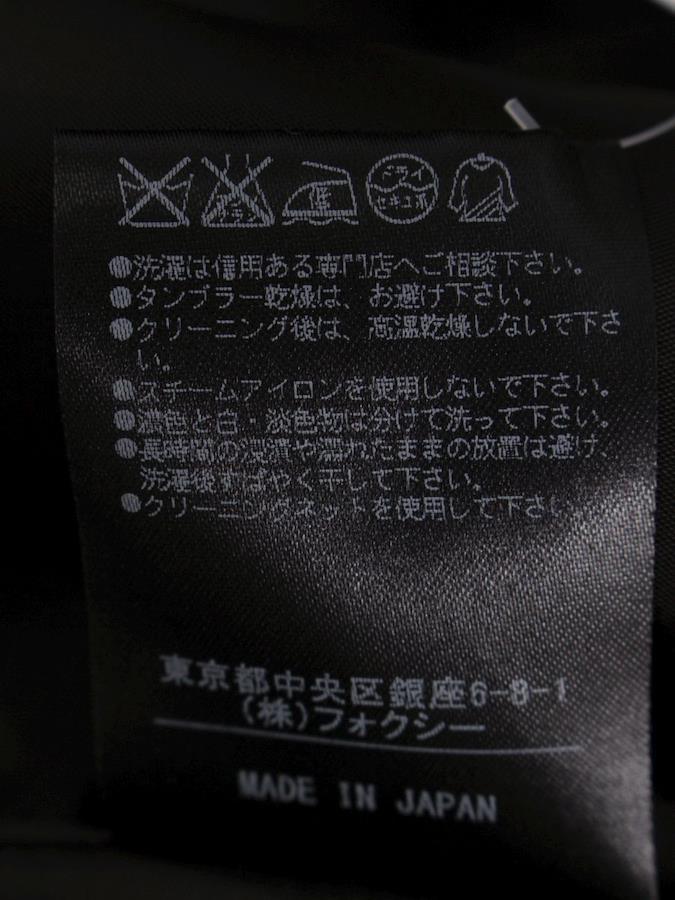 エンソ
サラシ
低
ドライ
セキユ系
●洗濯は信用ある専門店へご相談下さい。
●タンブラー乾燥は、お避け下さい。
●クリーニング後は、高温乾燥しないで下さ
い。
●スチームアイロンを使用しないで下さい。
●濃色と白・淡色物は分けて洗って下さい。
●長時間の浸漬や濡れたままの放置は避け、
洗濯後すばやく干して下さい。
●クリーニングネットを使用して下さい
東京都中央区銀座6-8-1
(株)フォクシー
MADE IN JAPAN